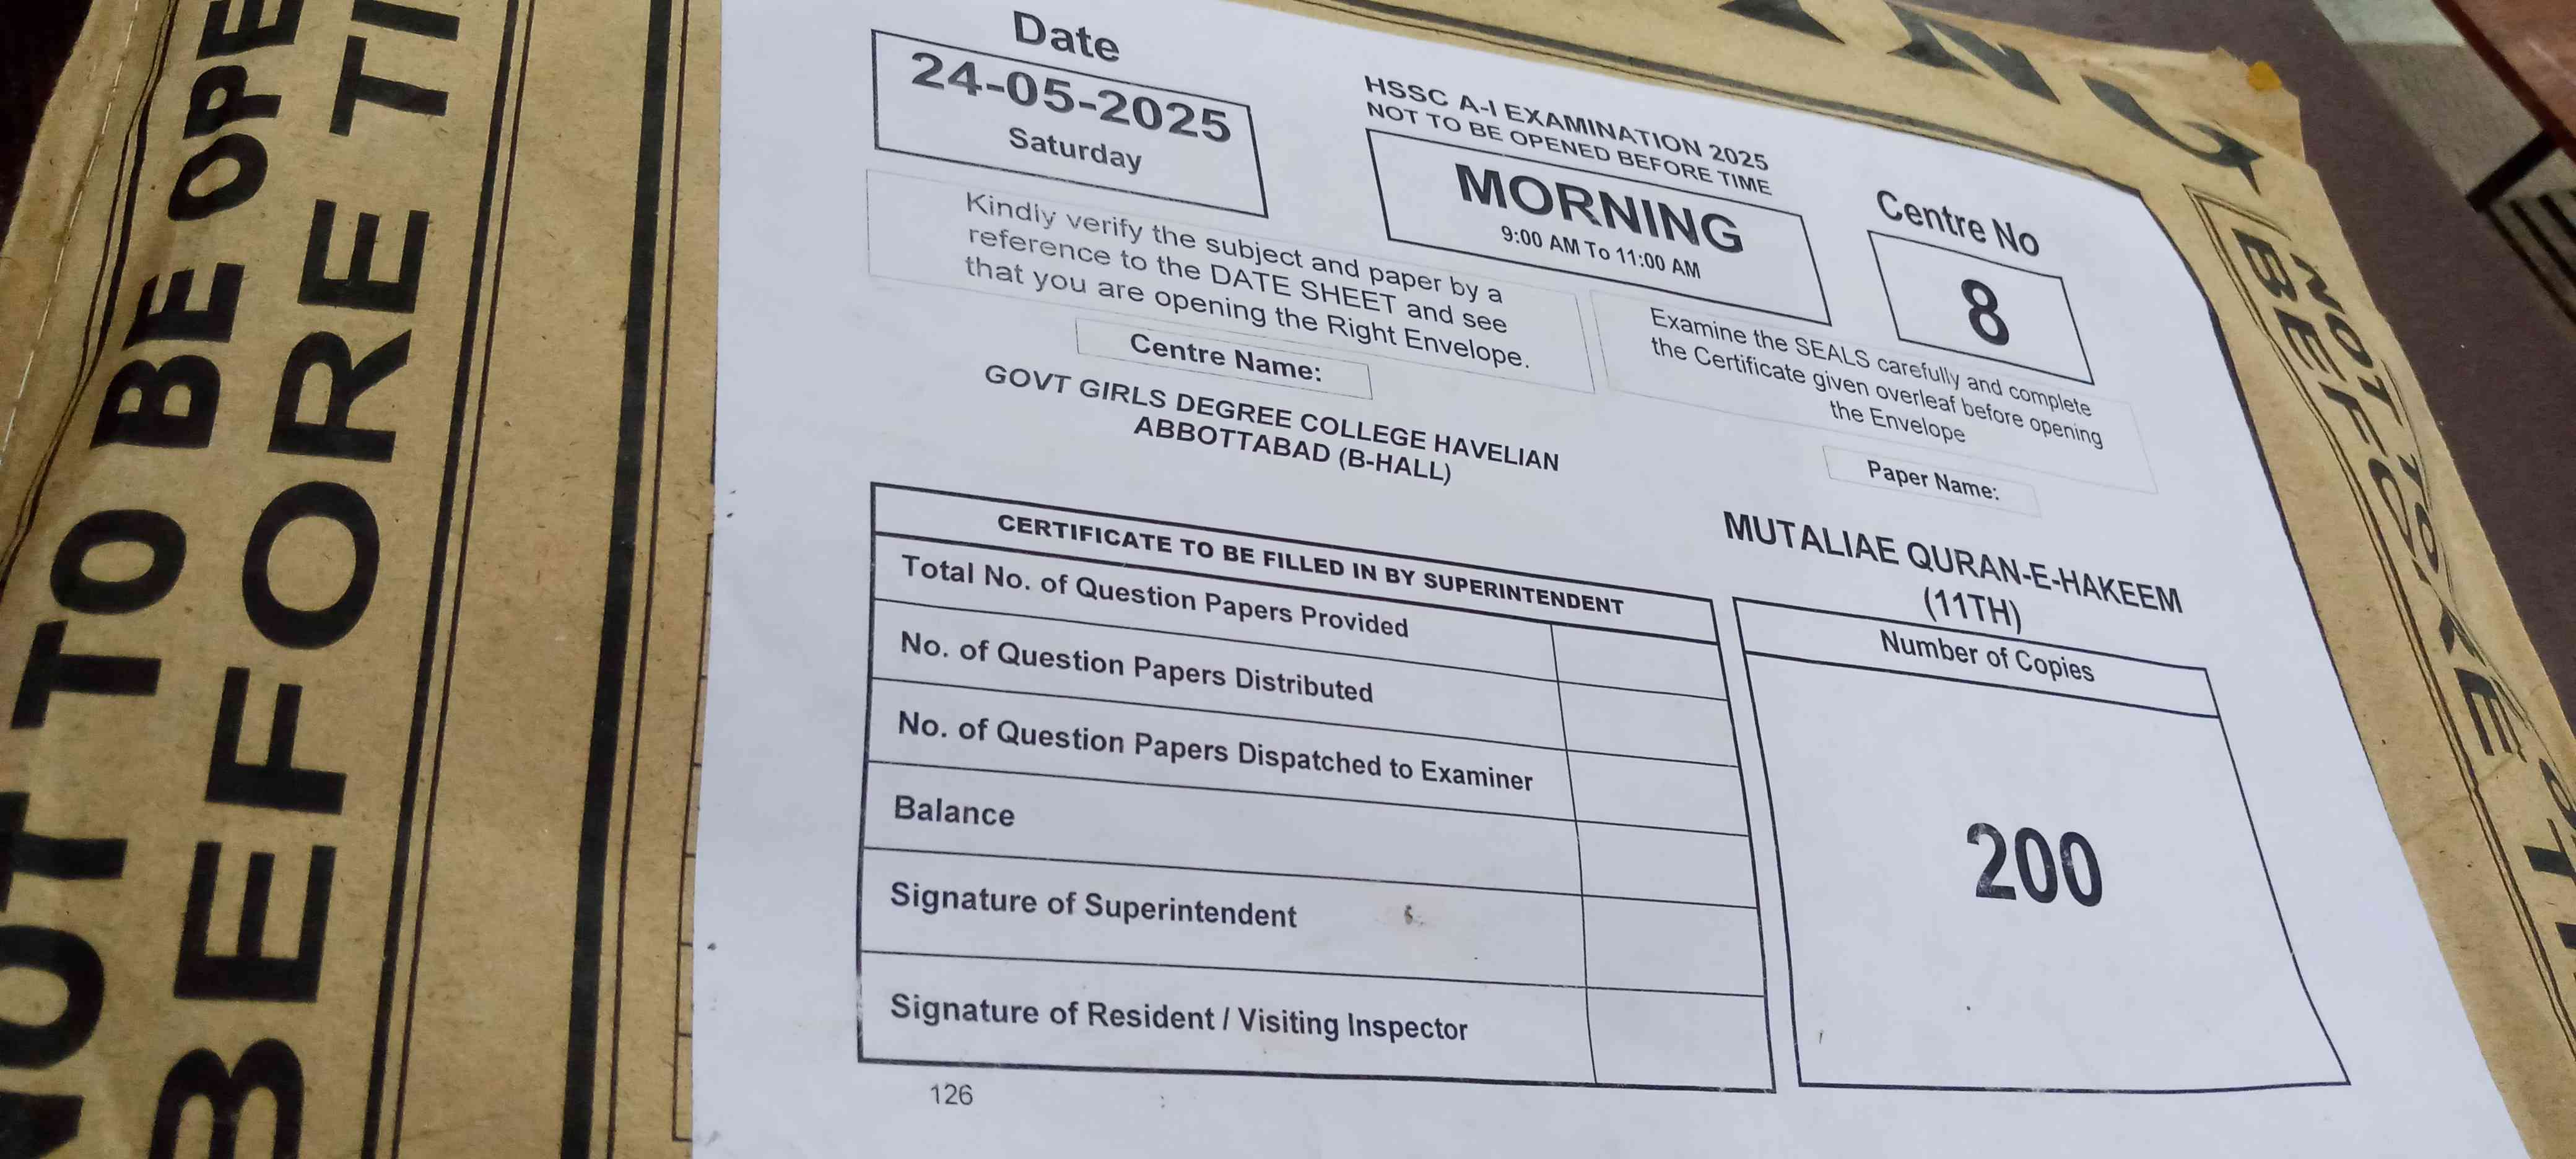 NOT TO BE OPE
BEFORE TI
Date
24-05-2025
Saturday
HSSC A-I EXAMINATION 2025
NOT TO BE OPENED BEFORE TIME
MORNING
9:00 AM To 11:00 AM
Centre No
8
Kindly verify the subject and paper by a
reference to the DATE SHEET and see
that you are opening the Right Envelope.
Examine the SEALS carefully and complete
the Certificate given overleaf before opening
the Envelope
Centre Name:
GOVT GIRLS DEGREE COLLEGE HAVELIAN
ABBOTTABAD (B-HALL)
Paper Name:
MUTALIAE QURAN-E-HAKEEM
(11TH)
CERTIFICATE TO BE FILLED IN BY SUPERINTENDENT
Total No. of Question Papers Provided
No. of Question Papers Distributed
No. of Question Papers Dispatched to Examiner
Balance
Signature of Superintendent
Signature of Resident / Visiting Inspector
Number of Copies
200
126
NOT TO
BEFO